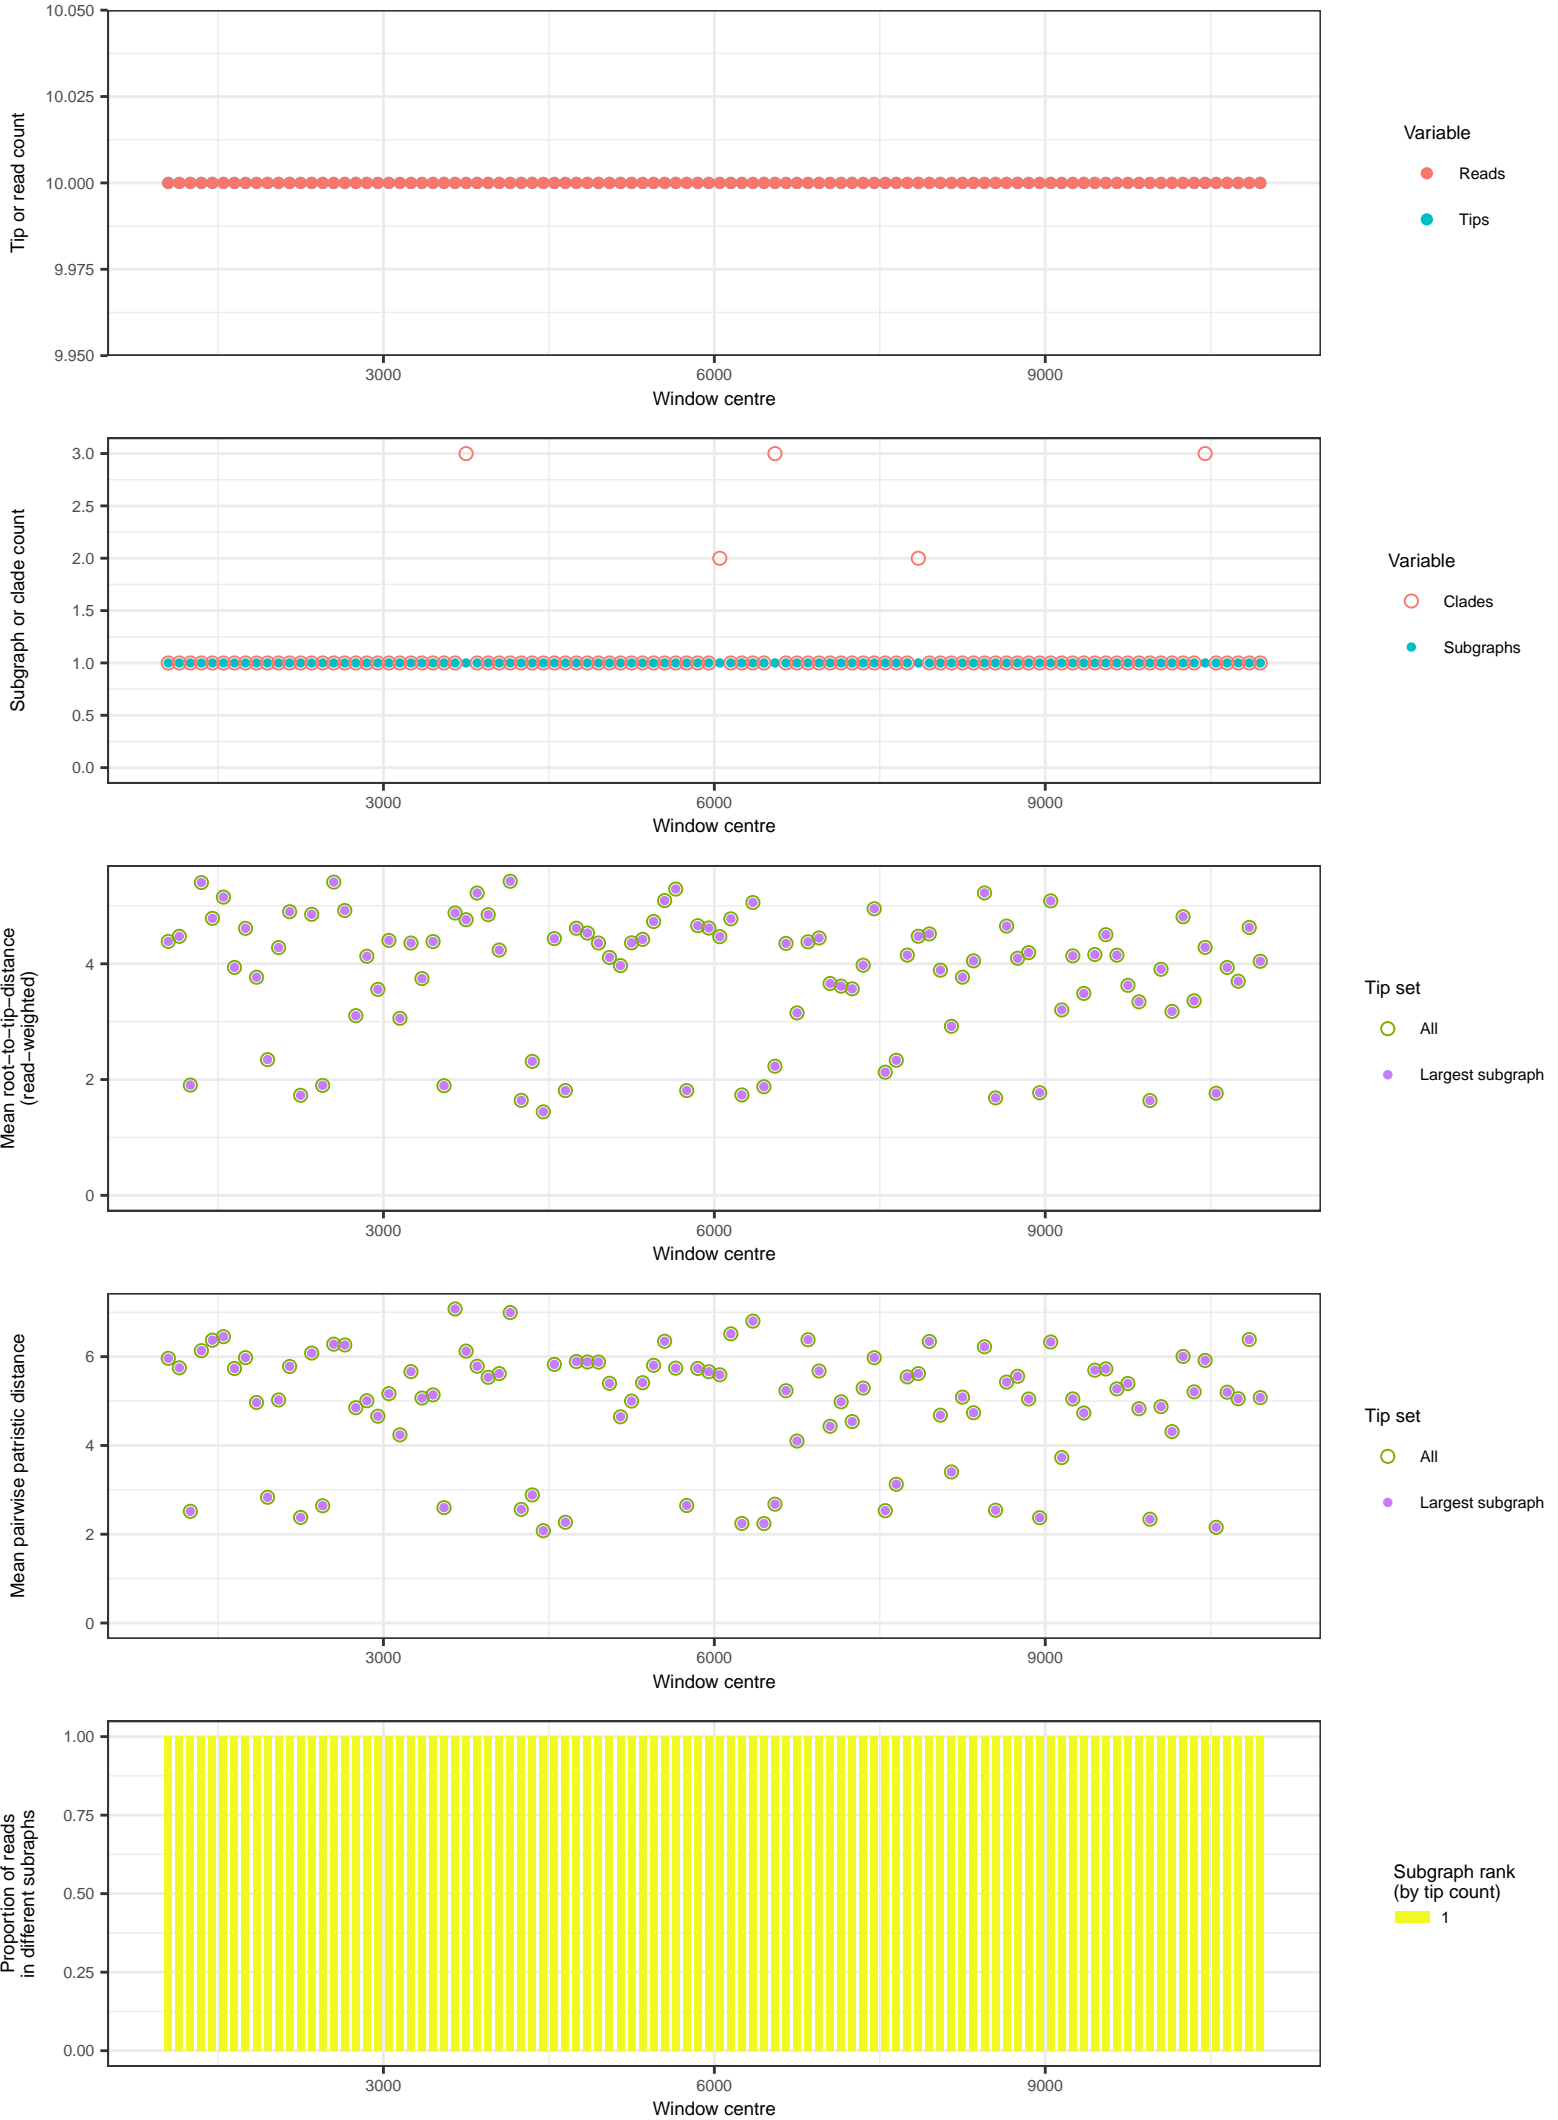 10.050
10.025
10.000
9.975
9.950
Tip or read count
3000
6000
9000
Window centre
Variable
Reads
Tips
3.0
2.5
2.0
1.5
1.0
0.5
0.0
Subgraph or clade count
3000
6000
9000
Window centre
Variable
Clades
Subgraphs
4
2
0
Mean root−to−tip−distance
(read−weighted)
3000
6000
9000
Window centre
Tip set
All
Largest subgraph
6
4
2
0
Mean pairwise patristic distance
3000
6000
9000
Window centre
Tip set
All
Largest subgraph
1.00
0.75
0.50
0.25
0.00
Proportion of reads
in different subraphs
3000
6000
9000
Window centre
Subgraph rank
(by tip count)
1